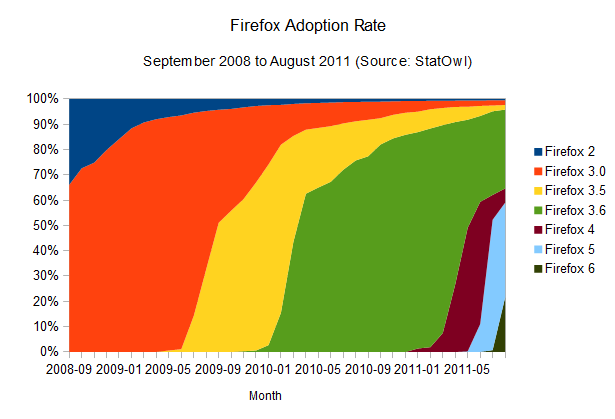 Firefox Adoption Rate
September 2008 to August 2011 (Source: StatOwl)
100%
90%
80%
70%
60%
50%
40%
30%
20%
10%
0%
Firefox 2
Firefox 3.0
Firefox 3.5
Firefox 3.6
Firefox 4
Firefox 5
Firefox 6
2008-09 2009-01 2009-05 2009-09 2010-01 2010-05 2010-09 2011-01 2011-05
Month